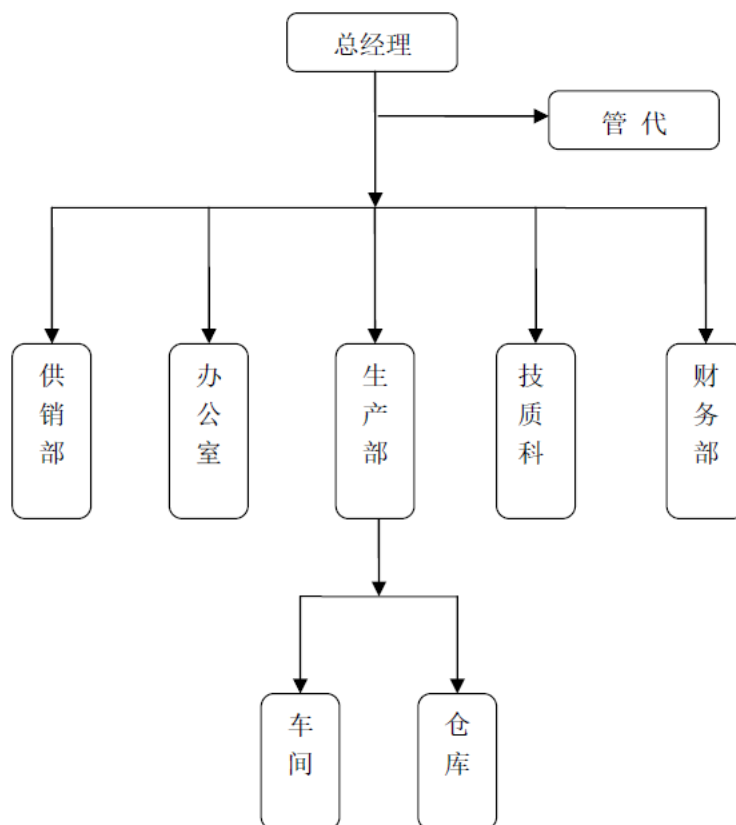 总经理
管 代
供销部
办公室
生产部
技质科
财务部
车间
仓库